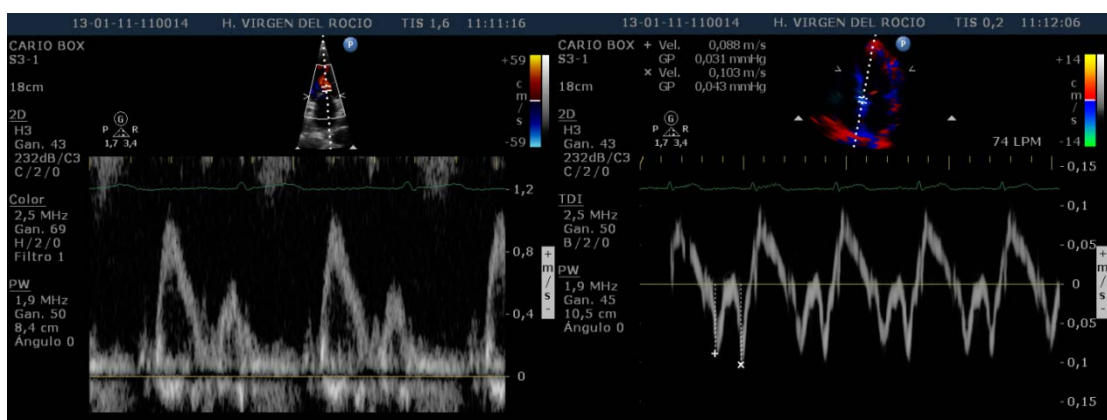 13-01-11-110014 H. VIRGEN DEL ROCIO TIS 1,6 11:11:16
CARIO BOX
S3-1
18cm
2D
H3
Gan. 43
232dB/C3
C/2/0
Color
2,5 MHz
Gan. 69
H/2/0
Filtro 1
PW
1,9 MHz
Gan. 50
8,4 cm
Ángulo 0
P
G
P R
1,7 3,4
+59
c
m
/
s
-59
- 1,2
- 0,8
- 0,4
- 0
+
m
/
s
-
13-01-11-110014 H. VIRGEN DEL ROCIO TIS 0,2 11:12:06
CARIO BOX
S3-1
18cm
2D
H3
Gan. 43
232dB/C3
C/2/0
TDI
2,5 MHz
Gan. 50
B/2/0
PW
1,9 MHz
Gan. 45
10,5 cm
Ángulo 0
+ Vel. 0,088 m/s
GP 0,031 mmHg
× Vel. 0,103 m/s
GP 0,043 mmHg
P
G
P R
1,7 3,4
74 LPM
+14
c
m
/
s
-14
- 0,15
- 0,1
- 0,05
- 0
- 0,05
- 0,1
- 0,15
+
m
/
s
-